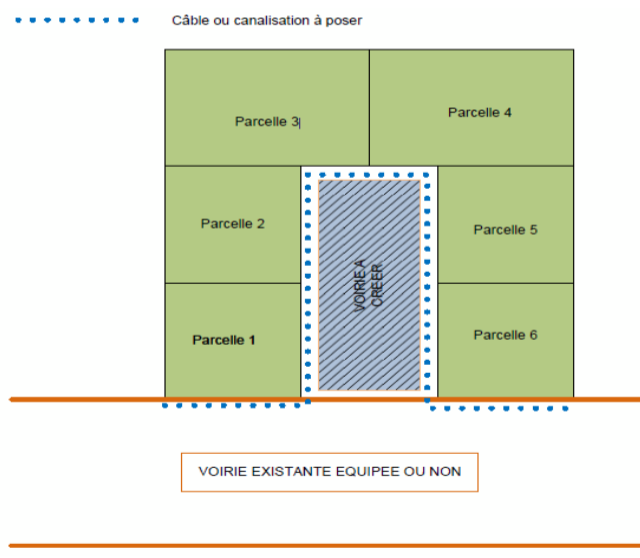 Câble ou canalisation à poser
Parcelle 3
Parcelle 4
Parcelle 2
Parcelle 5
VOIRIE A
CREER
Parcelle 1
Parcelle 6
VOIRIE EXISTANTE EQUIPEE OU NON